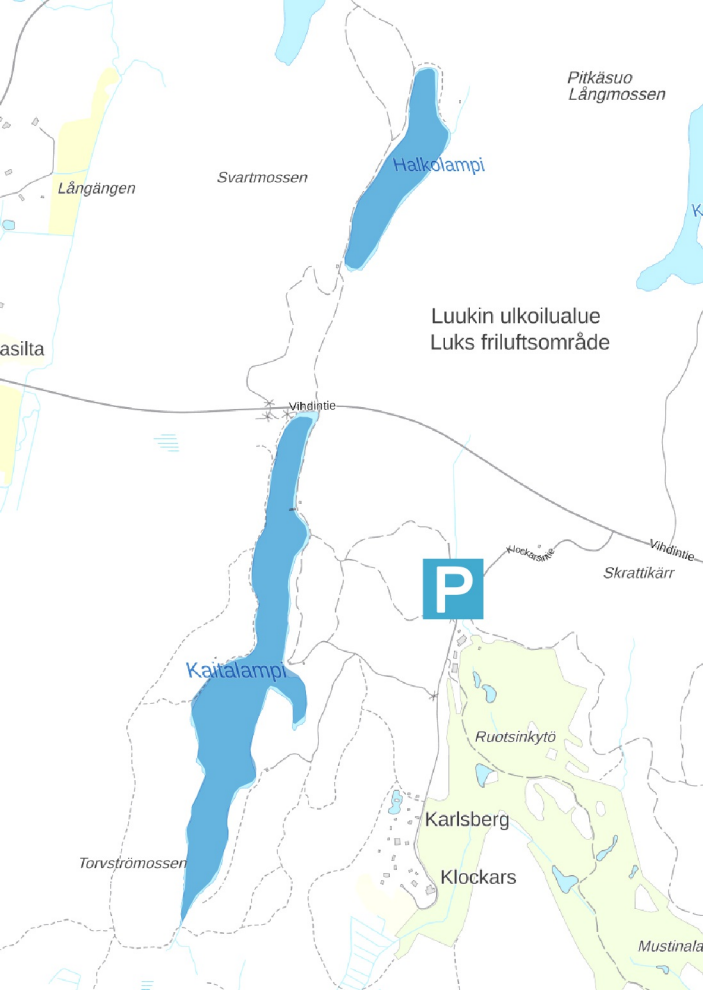 Pitkäsuo
Långmossen
Halkolampi
Svartmossen
Långängen
K
Luukin ulkoilualue
Luks friluftsområde
asilta
Vihdintie
Vihdintie
Klockarsintie
P
Skrattikärr
Kaitalampi
Ruotsinkytö
Karlsberg
Torvströmossen
Klockars
Mustinala